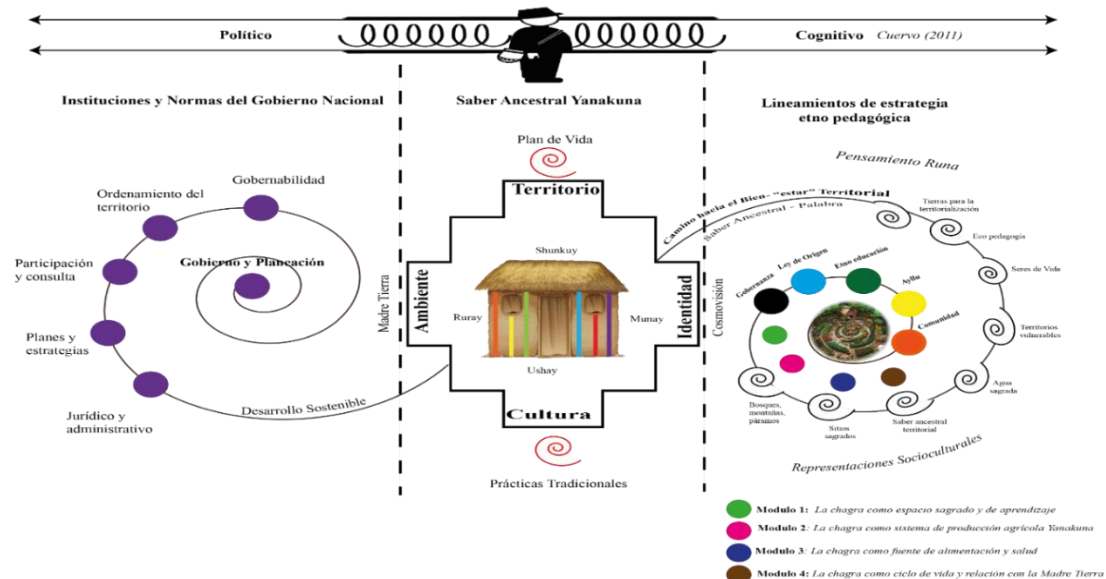 Político
Cognitivo Cuervo (2011)
Instituciones y Normas del Gobierno Nacional
Saber Ancestral Yanakuna
Lineamientos de estrategia
etno pedagógica
Plan de Vida
Pensamiento Runa
Gobernabilidad
Ordenamiento del
territorio
Participación
y consulta
Planes y
estrategias
Jurídico y
administrativo
Gobierno y Planeación
Desarrollo Sostenible
Madre Tierra
Territorio
Ambiente
Identidad
Cultura
Shunkuy
Ruray
Munay
Ushay
Prácticas Tradicionales
Cosmovisión
Camino hacia el Bien- “estar” Territorial
Saber Ancestral - Palabra
Tierras para la
territorialización
Eco pedagogía
Seres de Vida
Territorios
vulnerables
Agua
sagrada
Saber ancestral
territorial
Sitios
sagrados
Bosques,
montañas,
páramos
Gobernanza
Ley de Origen
Etno educación
Ayllu
Comunidad
Representaciones Socioculturales
Modulo 1: La chagra como espacio sagrado y de aprendizaje
Modulo 2: La chagra como sistema de producción agrícola Yanakuna
Modulo 3: La chagra como fuente de alimentación y salud
Modulo 4: La chagra como ciclo de vida y relación con la Madre Tierra